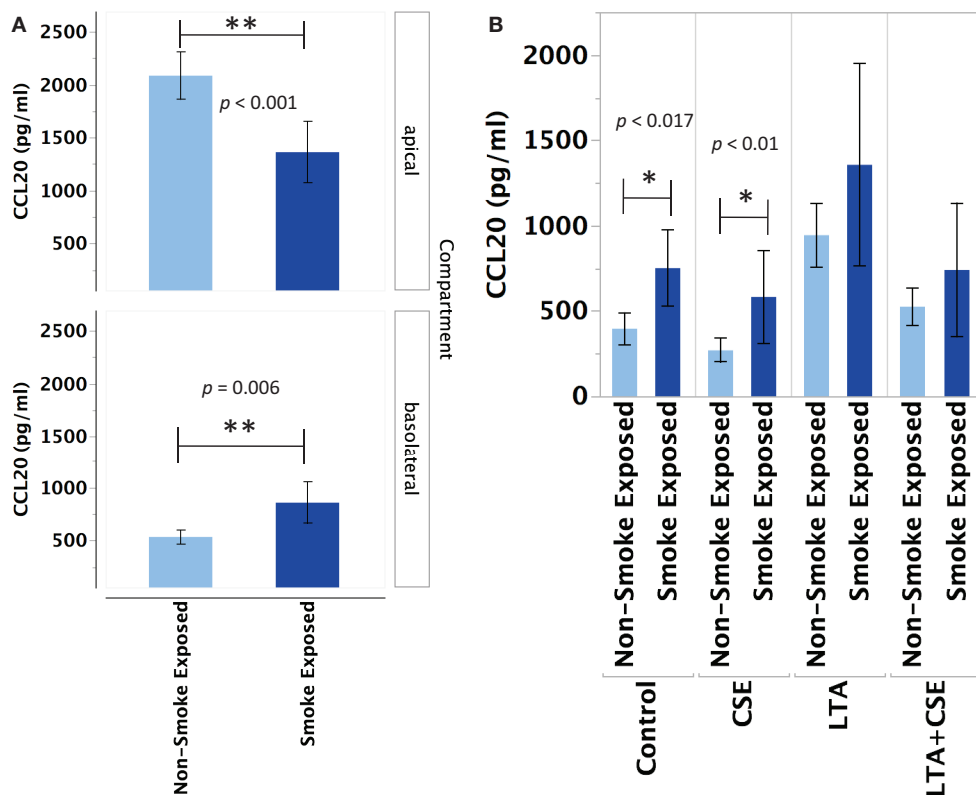 A
2500
2000
1500
1000
500
CCL20 (pg/ml)
**
p < 0.001
apical
2500
2000
1500
1000
500
CCL20 (pg/ml)
p = 0.006
**
basolateral
Compartment
Non-Smoke Exposed
Smoke Exposed
B
2000
1500
1000
500
0
CCL20 (pg/ml)
p < 0.017
*
p < 0.01
*
Non-Smoke Exposed
Smoke Exposed
Non-Smoke Exposed
Smoke Exposed
Non-Smoke Exposed
Smoke Exposed
Non-Smoke Exposed
Smoke Exposed
Control
CSE
LTA
LTA+CSE